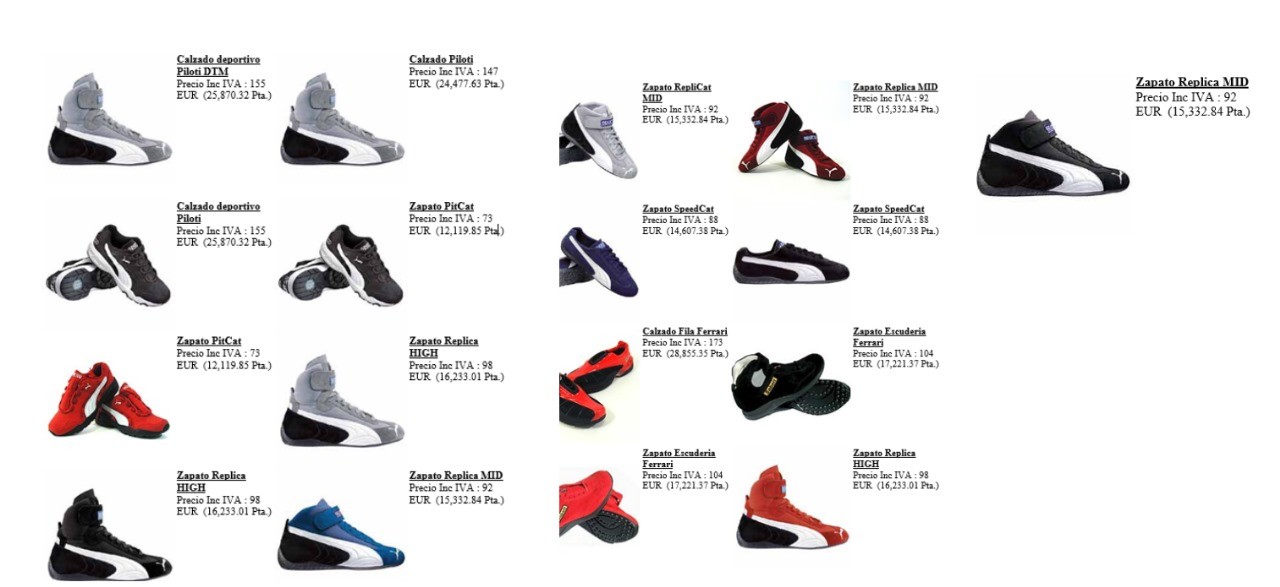 Calzado deportivo
Piloti DTM
Precio Inc IVA : 155
EUR  (25,870.32 Pta.)
Calzado Piloti
Precio Inc IVA : 147
EUR  (24,477.63 Pta.)
Calzado deportivo
Piloti
Precio Inc IVA : 155
EUR  (25,870.32 Pta.)
Zapato PitCat
Precio Inc IVA : 73
EUR  (12,119.85 Pta.)
Zapato PitCat
Precio Inc IVA : 73
EUR  (12,119.85 Pta.)
Zapato Replica
HIGH
Precio Inc IVA : 98
EUR  (16,233.01 Pta.)
Zapato Replica
HIGH
Precio Inc IVA : 98
EUR  (16,233.01 Pta.)
Zapato Replica MID
Precio Inc IVA : 92
EUR  (15,332.84 Pta.)
Zapato RepliCat
MID
Precio Inc IVA : 92
EUR  (15,332.84 Pta.)
Zapato Replica MID
Precio Inc IVA : 92
EUR  (15,332.84 Pta.)
Zapato SpeedCat
Precio Inc IVA : 88
EUR  (14,607.38 Pta.)
Zapato SpeedCat
Precio Inc IVA : 88
EUR  (14,607.38 Pta.)
Calzado Fila Ferrari
Precio Inc IVA : 173
EUR  (28,855.35 Pta.)
Zapato Escuderia
Ferrari
Precio Inc IVA : 104
EUR  (17,221.37 Pta.)
Zapato Escuderia
Ferrari
Precio Inc IVA : 104
EUR  (17,221.37 Pta.)
Zapato Replica
HIGH
Precio Inc IVA : 98
EUR  (16,233.01 Pta.)
Zapato Replica MID
Precio Inc IVA : 92
EUR  (15,332.84 Pta.)